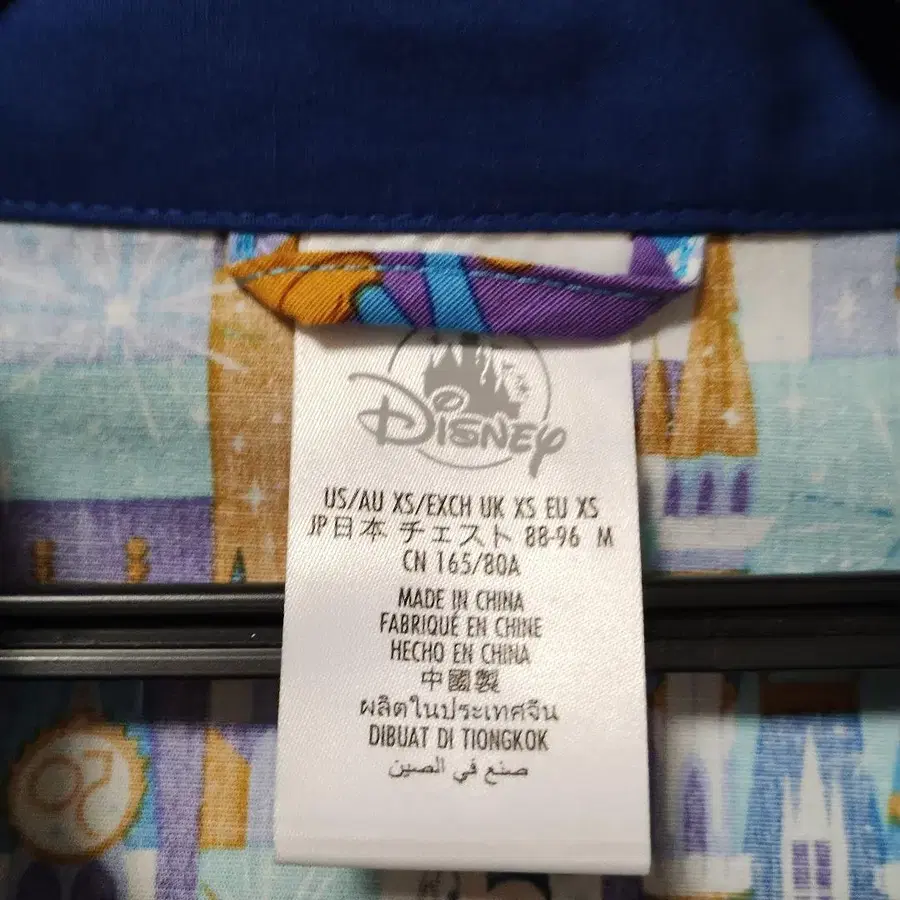 Disney
US/AU XS/EXCH UK XS EU XS
JP日本 チェスト 88-96 M
CN 165/80A
MADE IN CHINA
FABRIQUÉ EN CHINE
HECHO EN CHINA
中國製
ผลิตในประเทศจีน
DIBUAT DI TIONGKOK
صنع في الصين